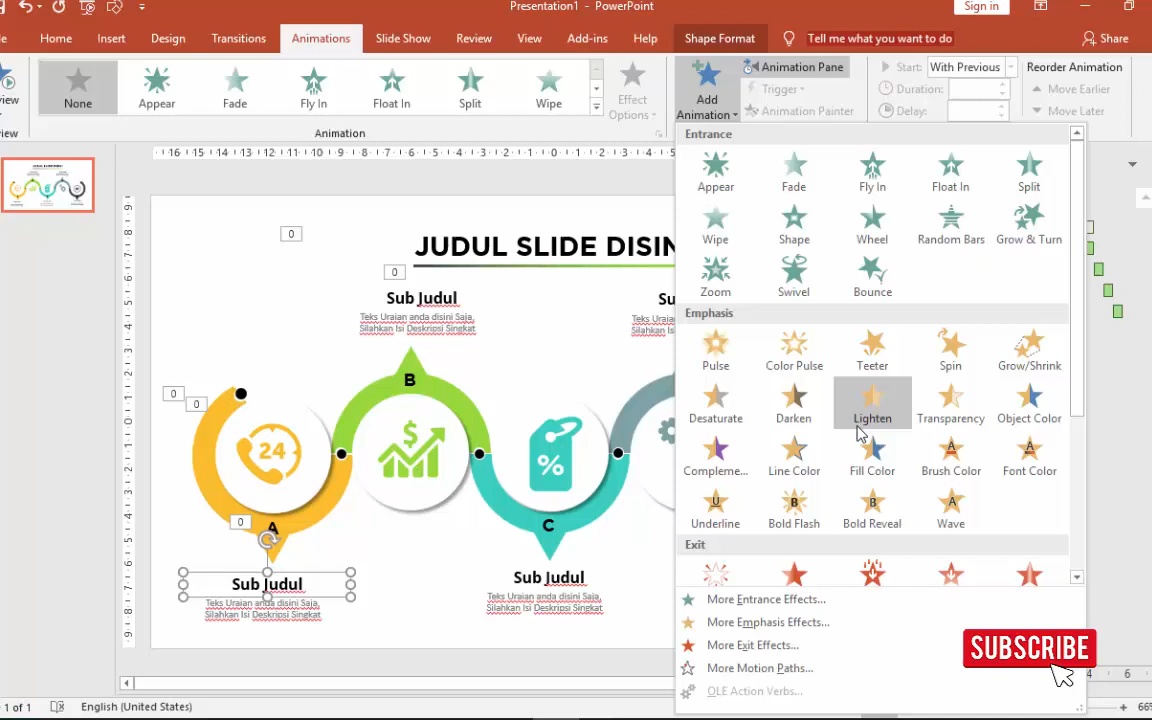 Presentation1 - PowerPoint
Sign in
Home Insert Design Transitions Animations Slide Show Review View Add-ins Help Shape Format Tell me what you want to do Share
None Appear Fade Fly In Float In Split Wipe
Effect
Options
Animation
Add
Animation
Animation Pane
Trigger
Animation Painter
Start: With Previous
Duration:
Delay:
Reorder Animation
Move Earlier
Move Later
Entrance
Appear Fade Fly In Float In Split
Wipe Shape Wheel Random Bars Grow & Turn
Zoom Swivel Bounce
Emphasis
Pulse Color Pulse Teeter Spin Grow/Shrink
Desaturate Darken Lighten Transparency Object Color
Compleme... Line Color Fill Color Brush Color Font Color
Underline Bold Flash Bold Reveal Wave
Exit
More Entrance Effects...
More Emphasis Effects...
More Exit Effects...
More Motion Paths...
OLE Action Verbs...
0
JUDUL SLIDE DISIN
0
Sub Judul
Teks Uraian anda disini Saja,
Silahkan Isi Deskripsi Singkat
0
0
B
24
$
%
0
A
C
Sub Judul
Teks Uraian anda disini Saja,
Silahkan Isi Deskripsi Singkat
Sub Judul
Teks Uraian anda disini Saja,
Silahkan Isi Deskripsi Singkat
SUBSCRIBE
1 of 1 English (United States)